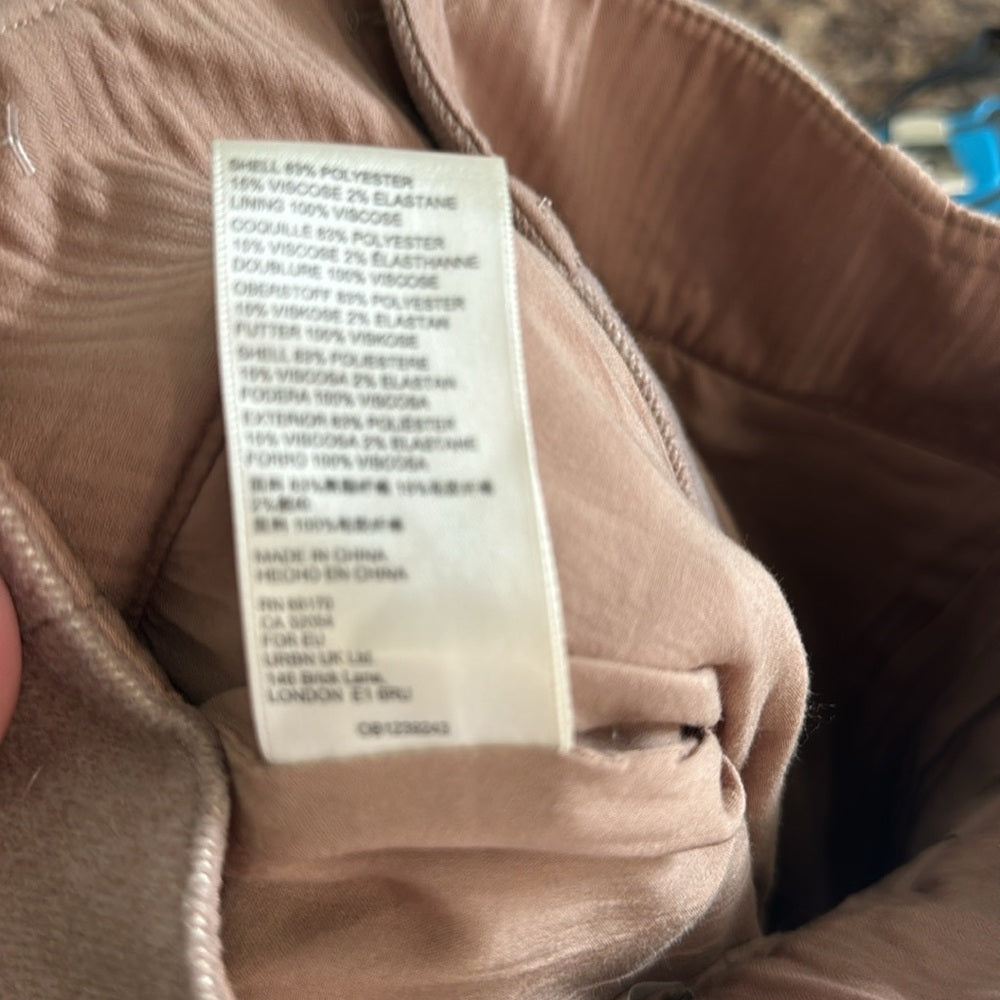 SHELL 83% POLYESTER
15% VISCOSE 2% ELASTANE
LINING 100% VISCOSE
COQUILLE 83% POLYESTER
15% VISCOSE 2% ÉLASTHANNE
DOUBLURE 100% VISCOSE
OBERSTOFF 83% POLYESTER
15% VISKOSE 2% ELASTAN
FUTTER 100% VISKOSE
SHELL 83% POLIESTERE
15% VISCOSA 2% ELASTAN
FODERA 100% VISCOSA
EXTERIOR 83% POLIÉSTER
15% VISCOSA 2% ELASTANE
FORRO 100% VISCOSA
MADE IN CHINA
HECHO EN CHINA
RN 66170
CA 32054
FOR EU
URBN UK Ltd.
146 Brick Lane,
LONDON E1 6RU